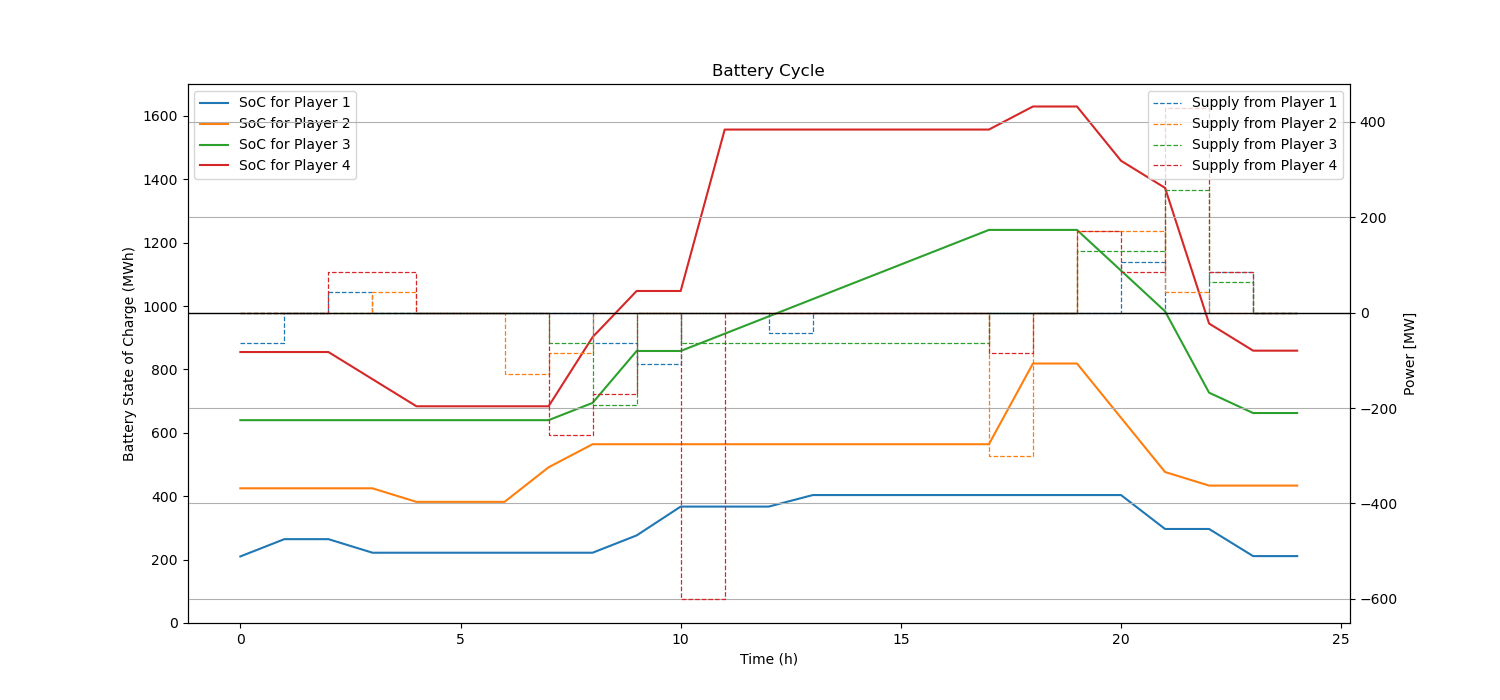 Battery Cycle
SoC for Player 1
SoC for Player 2
SoC for Player 3
SoC for Player 4
Supply from Player 1
Supply from Player 2
Supply from Player 3
Supply from Player 4
Battery State of Charge (MWh)
1600
1400
1200
1000
800
600
400
200
0
400
200
0
−200
−400
−600
Power [MW]
0
5
10
15
20
25
Time (h)